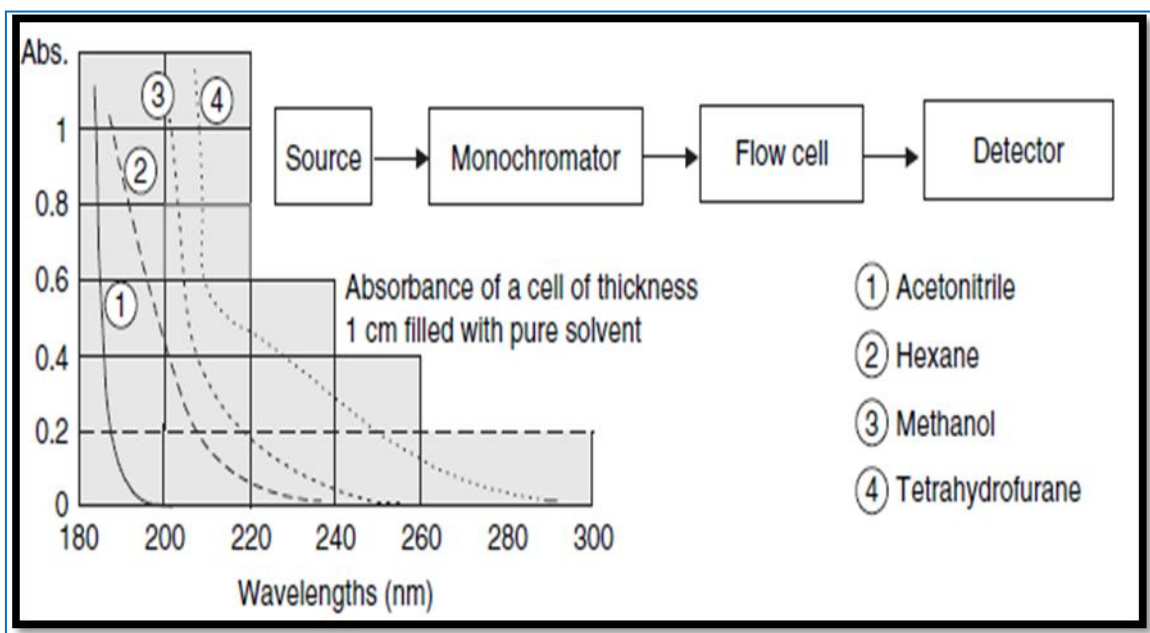 Abs.
1
0.8
0.6
0.4
0.2
0
180 200 220 240 260 280 300
Wavelengths (nm)
1
2
3
4
Source
Monochromator
Flow cell
Detector
Absorbance of a cell of thickness
1 cm filled with pure solvent
1 Acetonitrile
2 Hexane
3 Methanol
4 Tetrahydrofurane